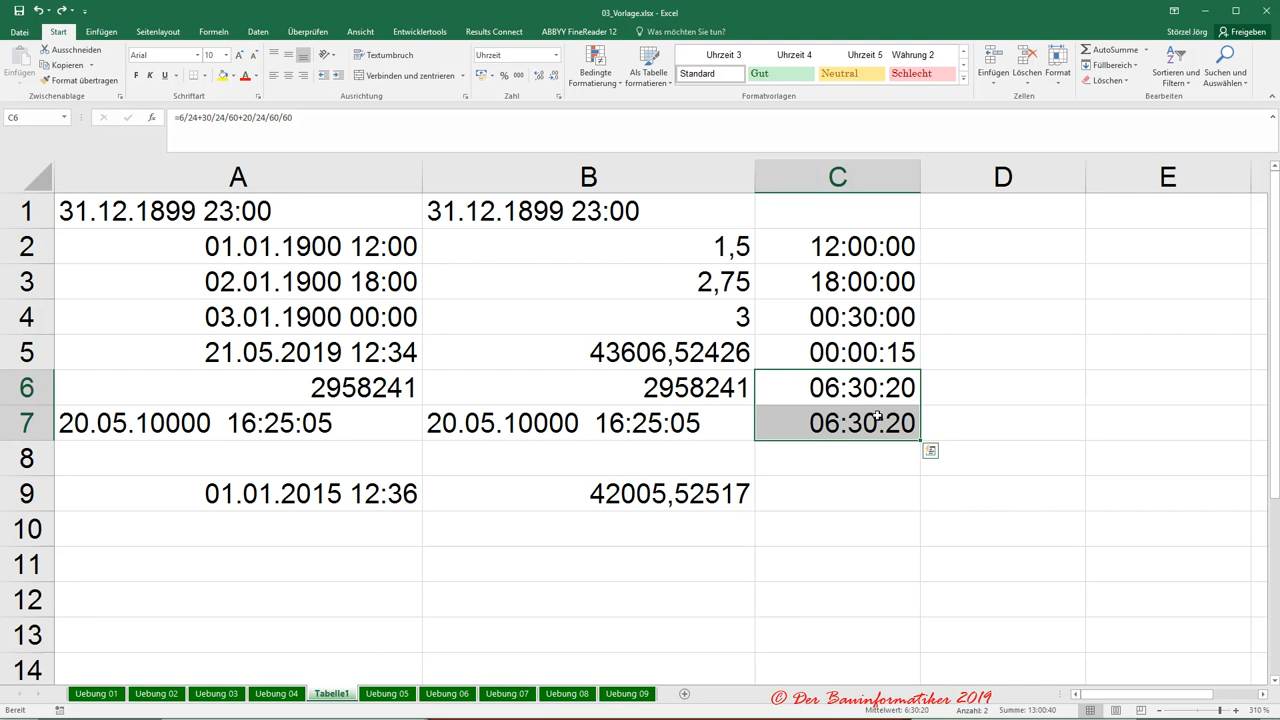 03_Vorlage.xlsx - Excel
Störzel Jörg
Freigeben
Datei Start Einfügen Seitenlayout Formeln Daten Überprüfen Ansicht Entwicklertools Results Connect ABBYY FineReader 12 Was möchten Sie tun?
Einfügen
Ausschneiden
Kopieren
Format übertragen
Zwischenablage
Arial 10
F K U
Schriftart
Textumbruch
Verbinden und zentrieren
Ausrichtung
Uhrzeit
% 000
Zahl
Bedingte Formatierung
Als Tabelle formatieren
Uhrzeit 3 Uhrzeit 4 Uhrzeit 5 Währung 2
Standard Gut Neutral Schlecht
Formatvorlagen
Einfügen Löschen Format
Zellen
AutoSumme
Füllbereich
Löschen
Sortieren und Filtern
Suchen und Auswählen
Bearbeiten
C6 fx =6/24+30/24/60+20/24/60/60
A B C D E
1 31.12.1899 23:00 31.12.1899 23:00
2 01.01.1900 12:00 1,5 12:00:00
3 02.01.1900 18:00 2,75 18:00:00
4 03.01.1900 00:00 3 00:30:00
5 21.05.2019 12:34 43606,52426 00:00:15
6 2958241 2958241 06:30:20
7 20.05.10000 16:25:05 20.05.10000 16:25:05 06:30:20
8
9 01.01.2015 12:36 42005,52517
10
11
12
13
14
Uebung 01 Uebung 02 Uebung 03 Uebung 04 Tabelle1 Uebung 05 Uebung 06 Uebung 07 Uebung 08 Uebung 09
© Der Bauinformatiker 2019
Bereit
Mittelwert: 6:30:20 Anzahl: 2 Summe: 13:00:40
310 %